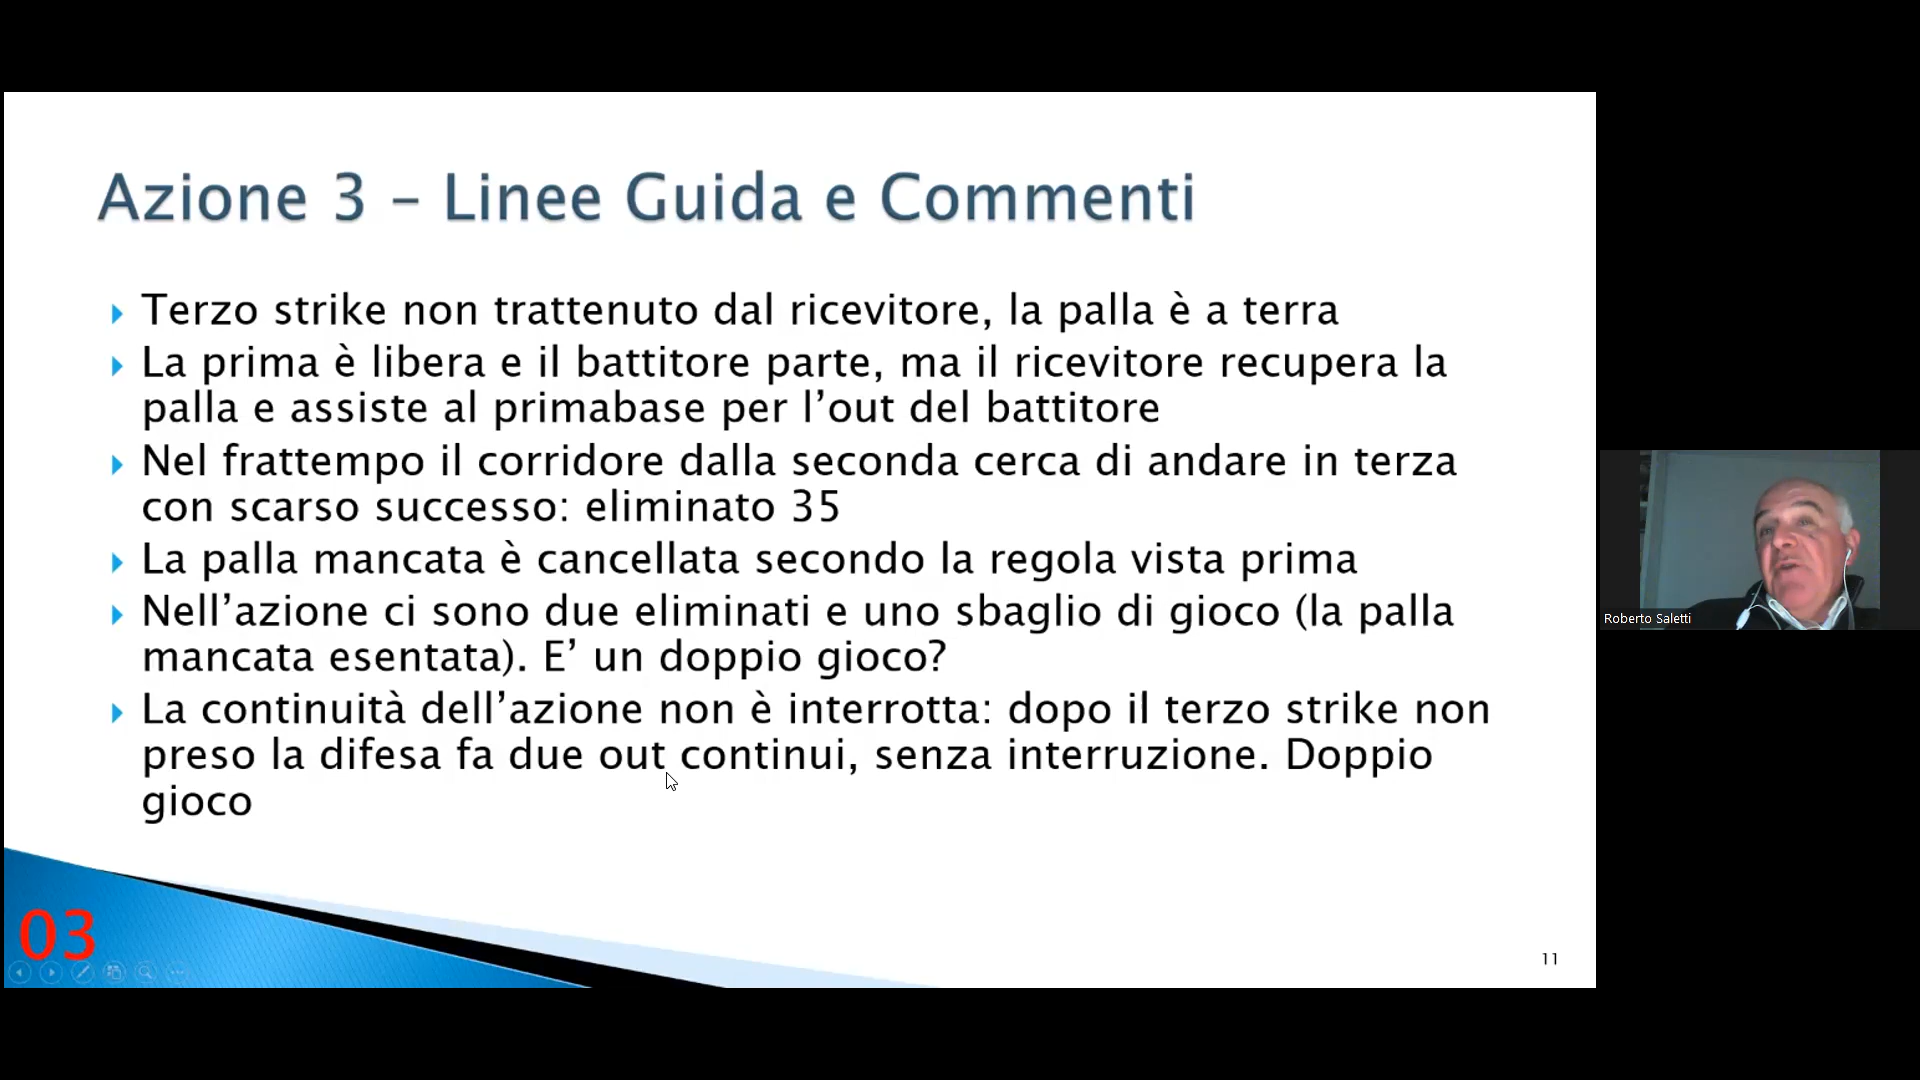 Azione 3 – Linee Guida e Commenti
Terzo strike non trattenuto dal ricevitore, la palla è a terra
La prima è libera e il battitore parte, ma il ricevitore recupera la
palla e assiste al primabase per l’out del battitore
Nel frattempo il corridore dalla seconda cerca di andare in terza
con scarso successo: eliminato 35
La palla mancata è cancellata secondo la regola vista prima
Nell’azione ci sono due eliminati e uno sbaglio di gioco (la palla
mancata esentata). E’ un doppio gioco?
La continuità dell’azione non è interrotta: dopo il terzo strike non
preso la difesa fa due out continui, senza interruzione. Doppio
gioco
03
11
Roberto Saletti